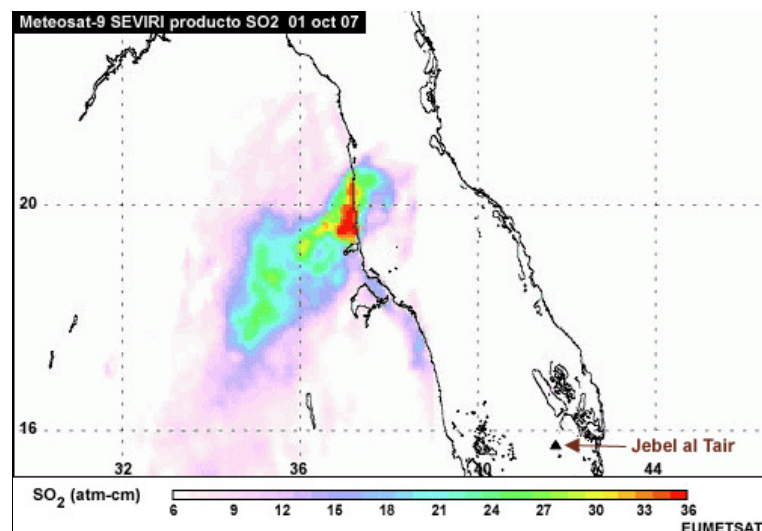 Meteosat-9 SEVIRI producto SO2 01 oct 07
20
16
Jebel al Tair
32 36 40 44
SO2 (atm-cm)
6 9 12 15 18 21 24 27 30 33 36
EUMETSAT